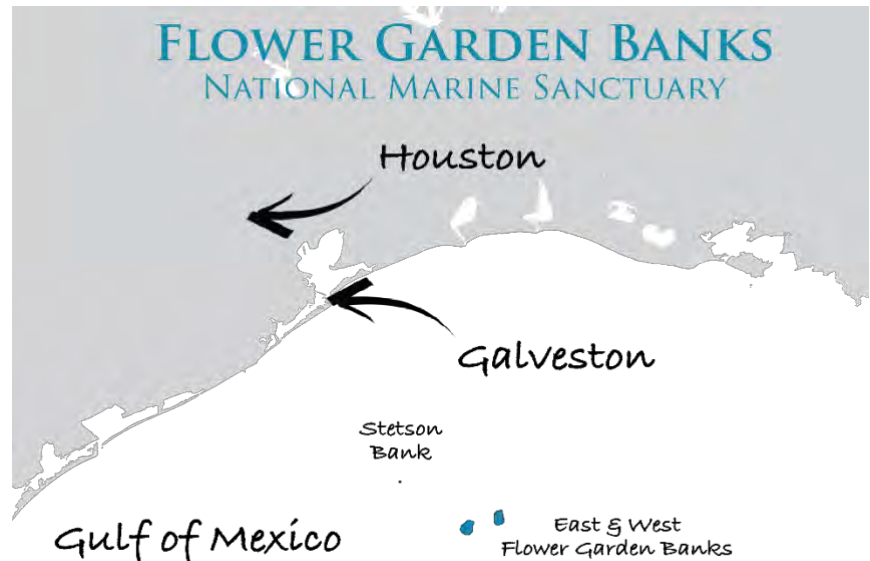 FLOWER GARDEN BANKS
NATIONAL MARINE SANCTUARY
Houston
Galveston
Stetson
Bank
East & West
Flower Garden Banks
Gulf of Mexico